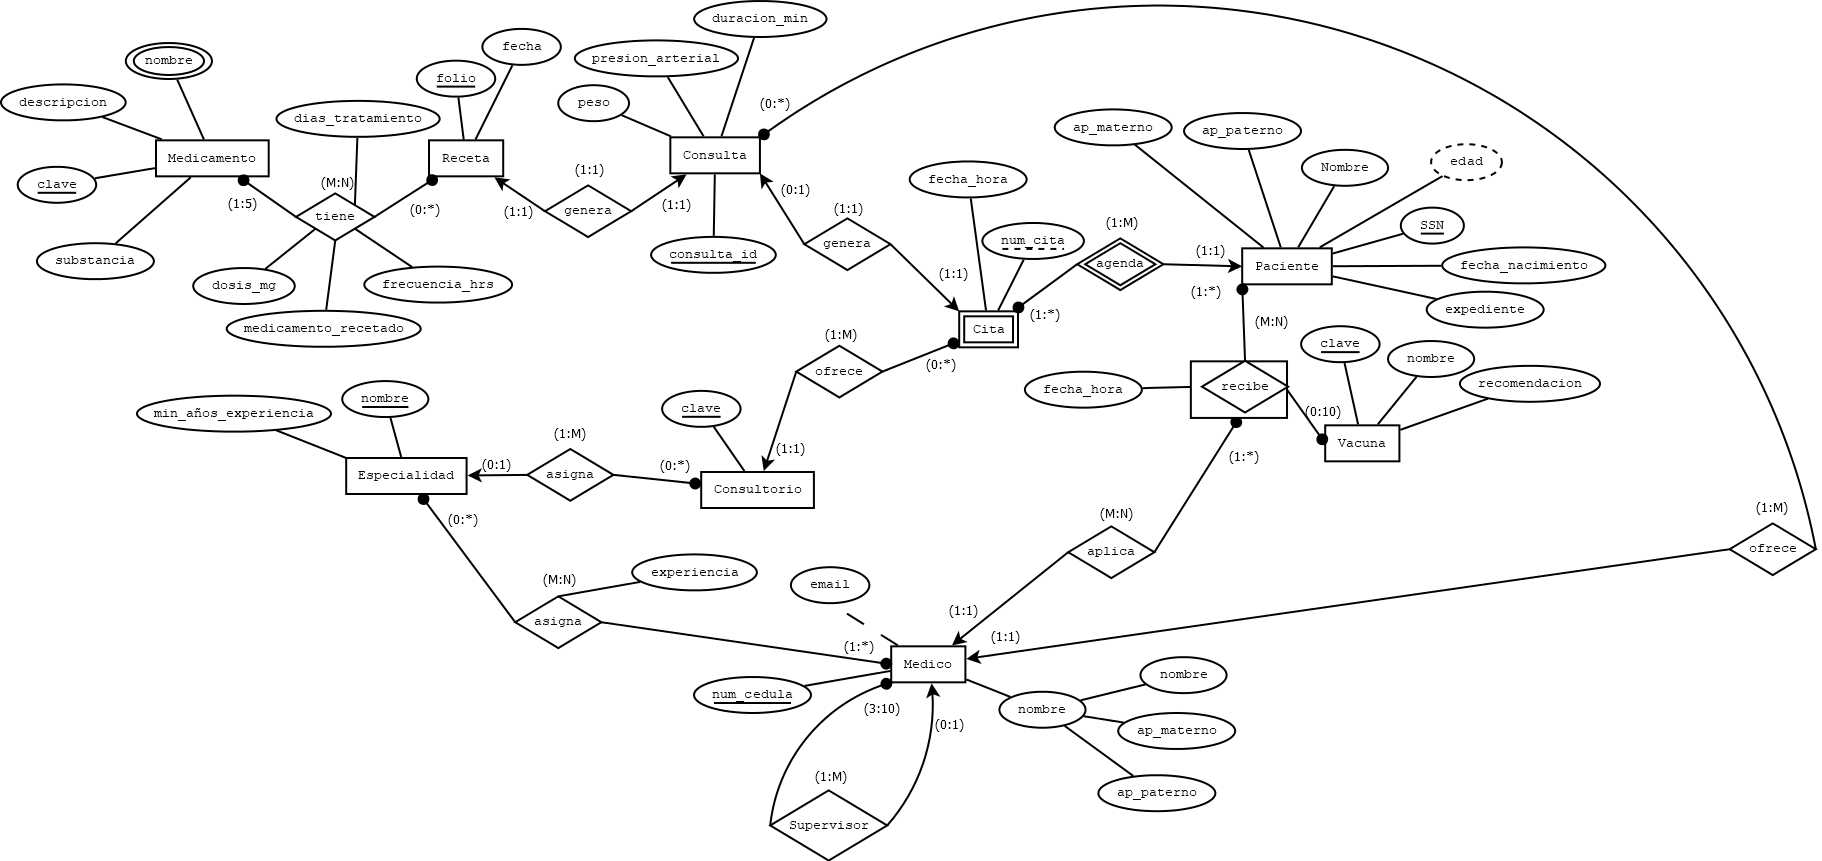 duracion_min
fecha
nombre
presion_arterial
folio
descripcion
peso
(0:*)
dias_tratamiento
ap_materno
ap_paterno
Nombre
edad
Medicamento
Receta
Consulta
clave
(M:N)
(1:1)
fecha_hora
(0:1)
(1:5)
tiene
(0:*)
(1:1)
genera
(1:1)
(1:1)
(1:M)
SSN
genera
num_cita
substancia
consulta_id
(1:1)
agenda
Paciente
fecha_nacimiento
(1:1)
dosis_mg
frecuencia_hrs
(1:*)
expediente
medicamento_recetado
Cita
(1:*)
(M:N)
(1:M)
clave
nombre
ofrece
(0:*)
fecha_hora
recibe
recomendacion
min_años_experiencia
nombre
clave
(0:10)
(1:M)
(1:1)
Vacuna
(0:1)
(0:*)
(1:*)
Especialidad
asigna
Consultorio
(0:*)
(M:N)
(1:M)
aplica
ofrece
(M:N)
experiencia
email
asigna
(1:1)
(1:1)
(1:*)
Medico
nombre
num_cedula
(3:10)
nombre
(0:1)
ap_materno
(1:M)
ap_paterno
Supervisor